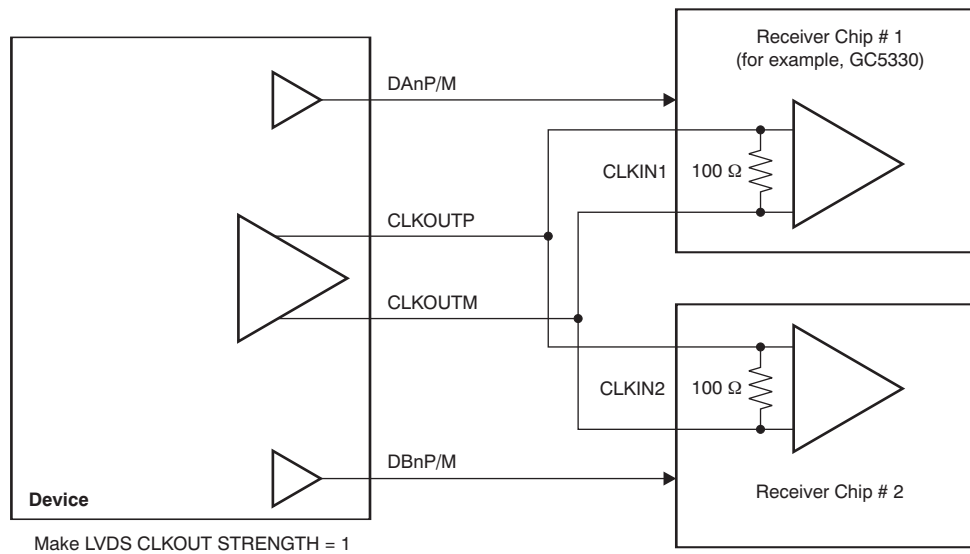 Receiver Chip # 1
(for example, GC5330)
DAnP/M
CLKIN1
100 Ω
CLKOUTP
CLKOUTM
CLKIN2
100 Ω
DBnP/M
Device
Receiver Chip # 2
Make LVDS CLKOUT STRENGTH = 1